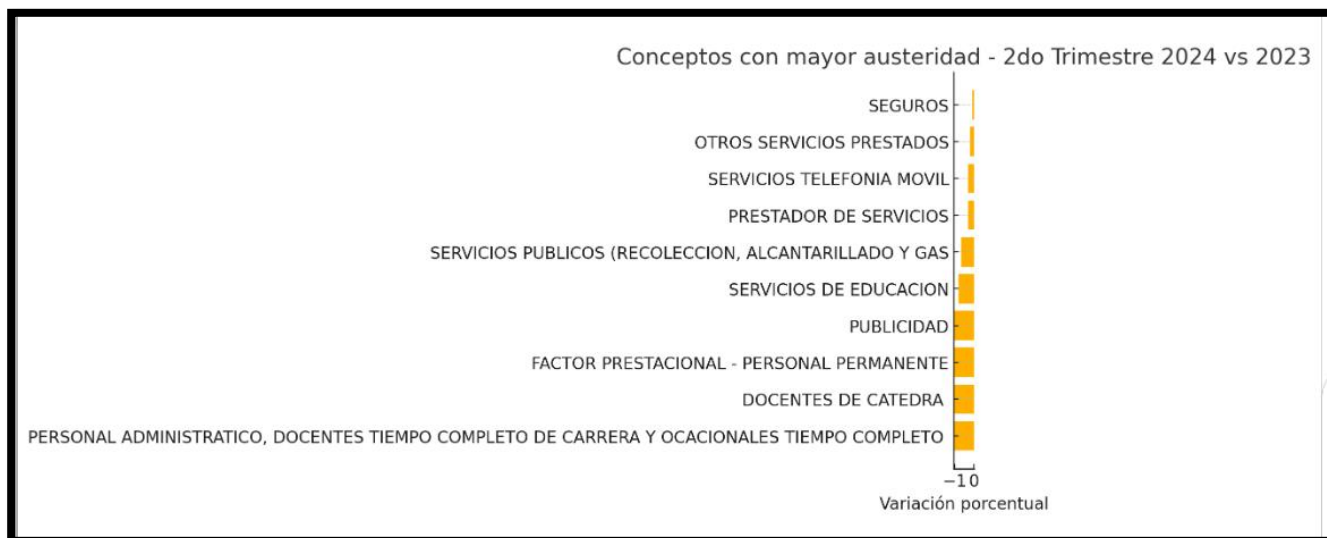 Conceptos con mayor austeridad - 2do Trimestre 2024 vs 2023
SEGUROS
OTROS SERVICIOS PRESTADOS
SERVICIOS TELEFONIA MOVIL
PRESTADOR DE SERVICIOS
SERVICIOS PUBLICOS (RECOLECCION, ALCANTARILLADO Y GAS
SERVICIOS DE EDUCACION
PUBLICIDAD
FACTOR PRESTACIONAL - PERSONAL PERMANENTE
DOCENTES DE CATEDRA
PERSONAL ADMINISTRATICO, DOCENTES TIEMPO COMPLETO DE CARRERA Y OCACIONALES TIEMPO COMPLETO
−1 0
Variación porcentual